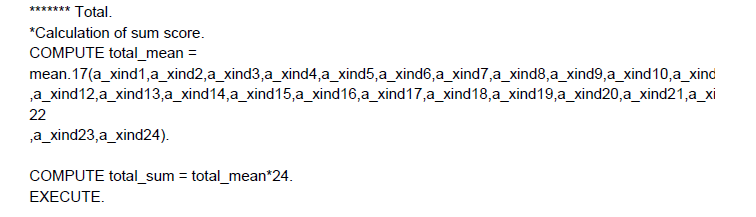 ******* Total.
*Calculation of sum score.
COMPUTE total_mean =
mean.17(a_xind1,a_xind2,a_xind3,a_xind4,a_xind5,a_xind6,a_xind7,a_xind8,a_xind9,a_xind10,a_xind
,a_xind12,a_xind13,a_xind14,a_xind15,a_xind16,a_xind17,a_xind18,a_xind19,a_xind20,a_xind21,a_xi
22
,a_xind23,a_xind24).
COMPUTE total_sum = total_mean*24.
EXECUTE.